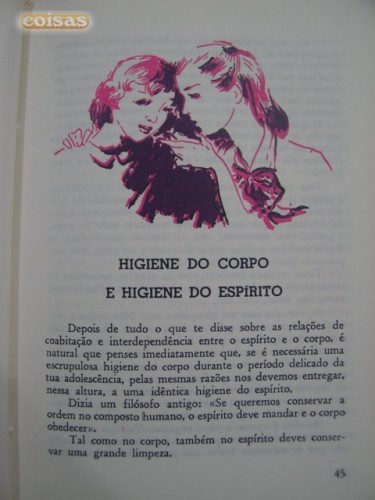 coisas
HIGIENE DO CORPO
E HIGIENE DO ESPÍRITO
Depois de tudo o que te disse sobre as relações de
coabitação e interdependência entre o espírito e o corpo, é
natural que penses imediatamente que, se é necessária uma
escrupulosa higiene do corpo durante o período delicado da
tua adolescência, pelas mesmas razões nos devemos entregar,
nessa altura, a uma idêntica higiene do espírito.
Dizia um filósofo antigo: «Se queremos conservar a
ordem no composto humano, o espírito deve mandar e o corpo
obedecer».
Tal como no corpo, também no espírito deves conser-
var uma grande limpeza.
45